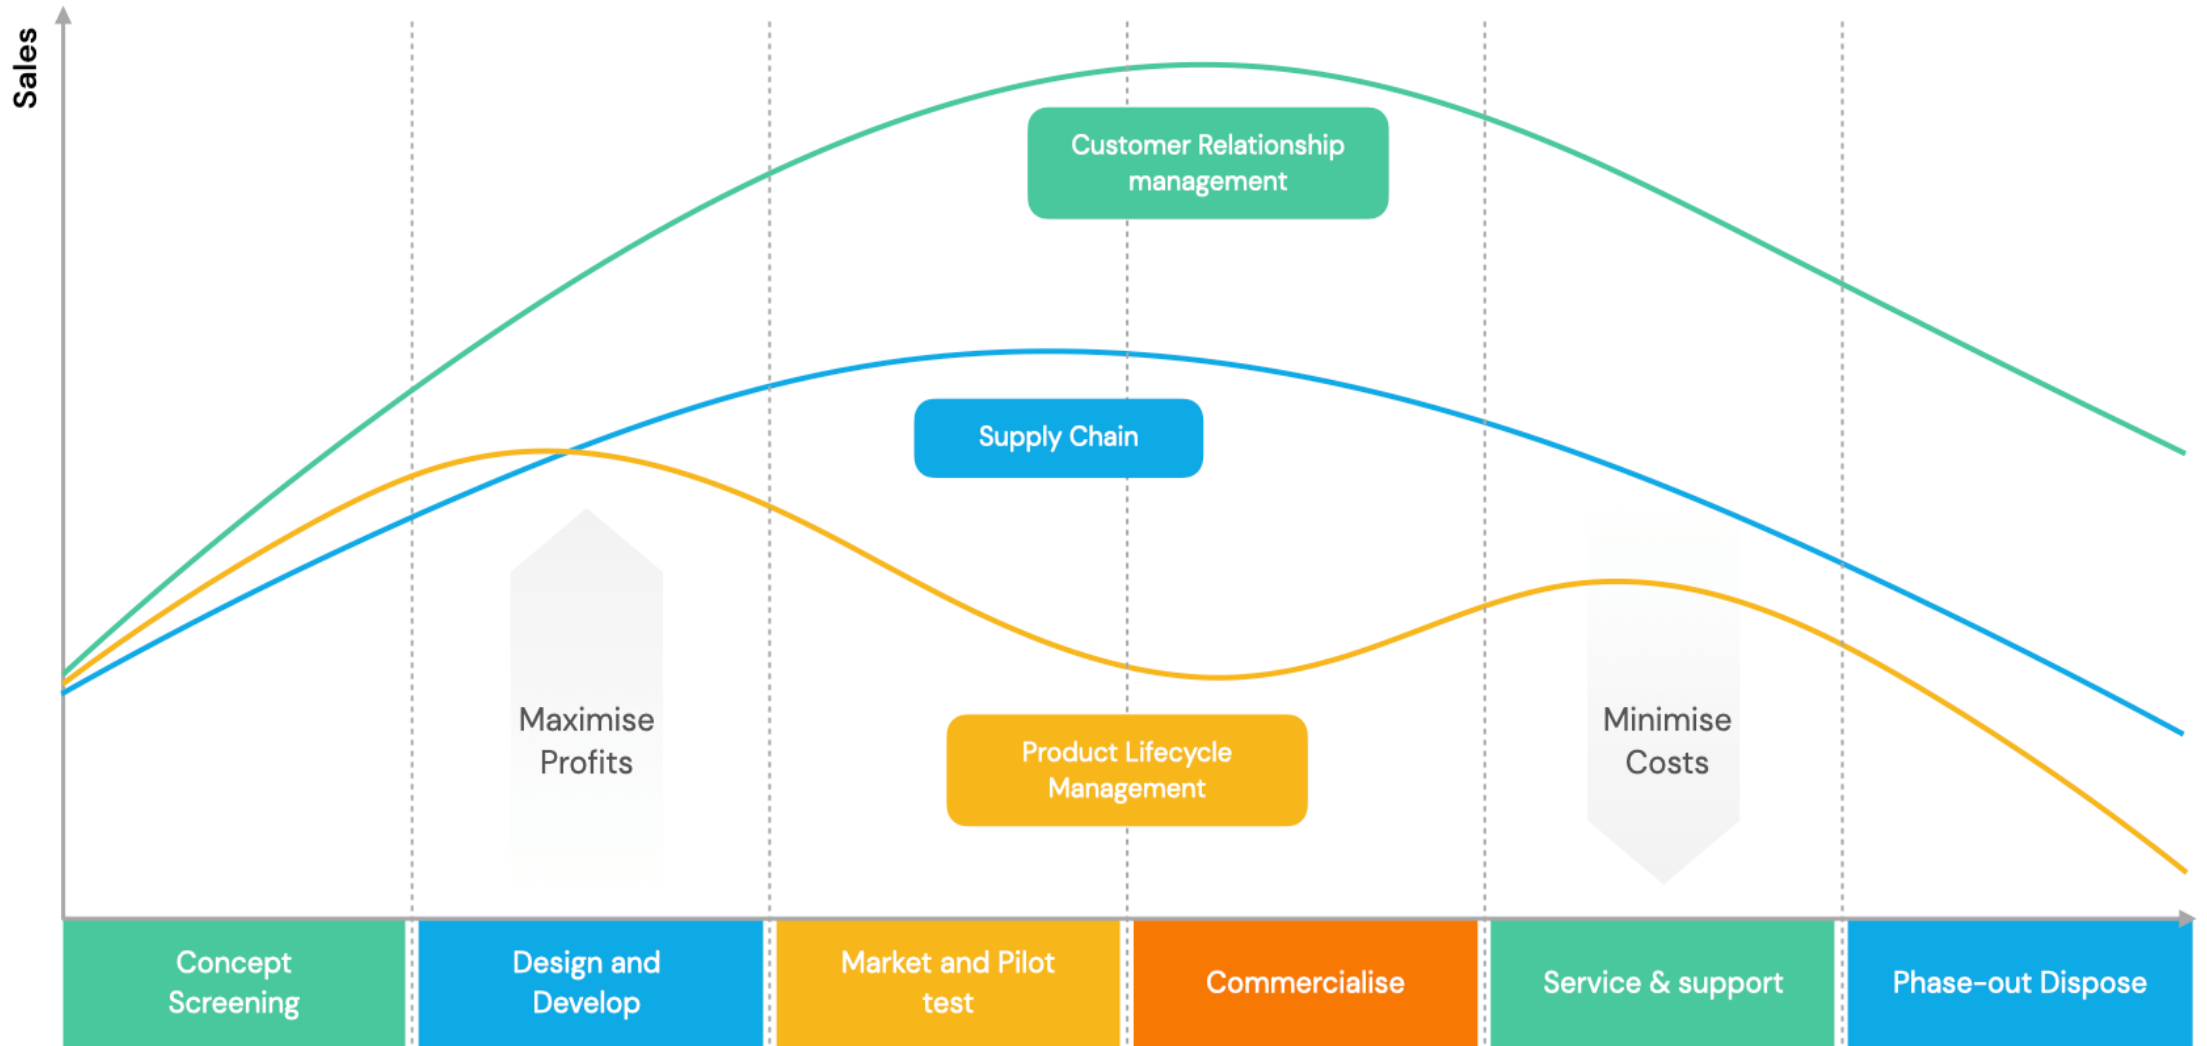 Sales
Customer Relationship
management
Supply Chain
Maximise
Profits
Product Lifecycle
Management
Minimise
Costs
Concept
Screening
Design and
Develop
Market and Pilot
test
Commercialise
Service & support
Phase-out Dispose